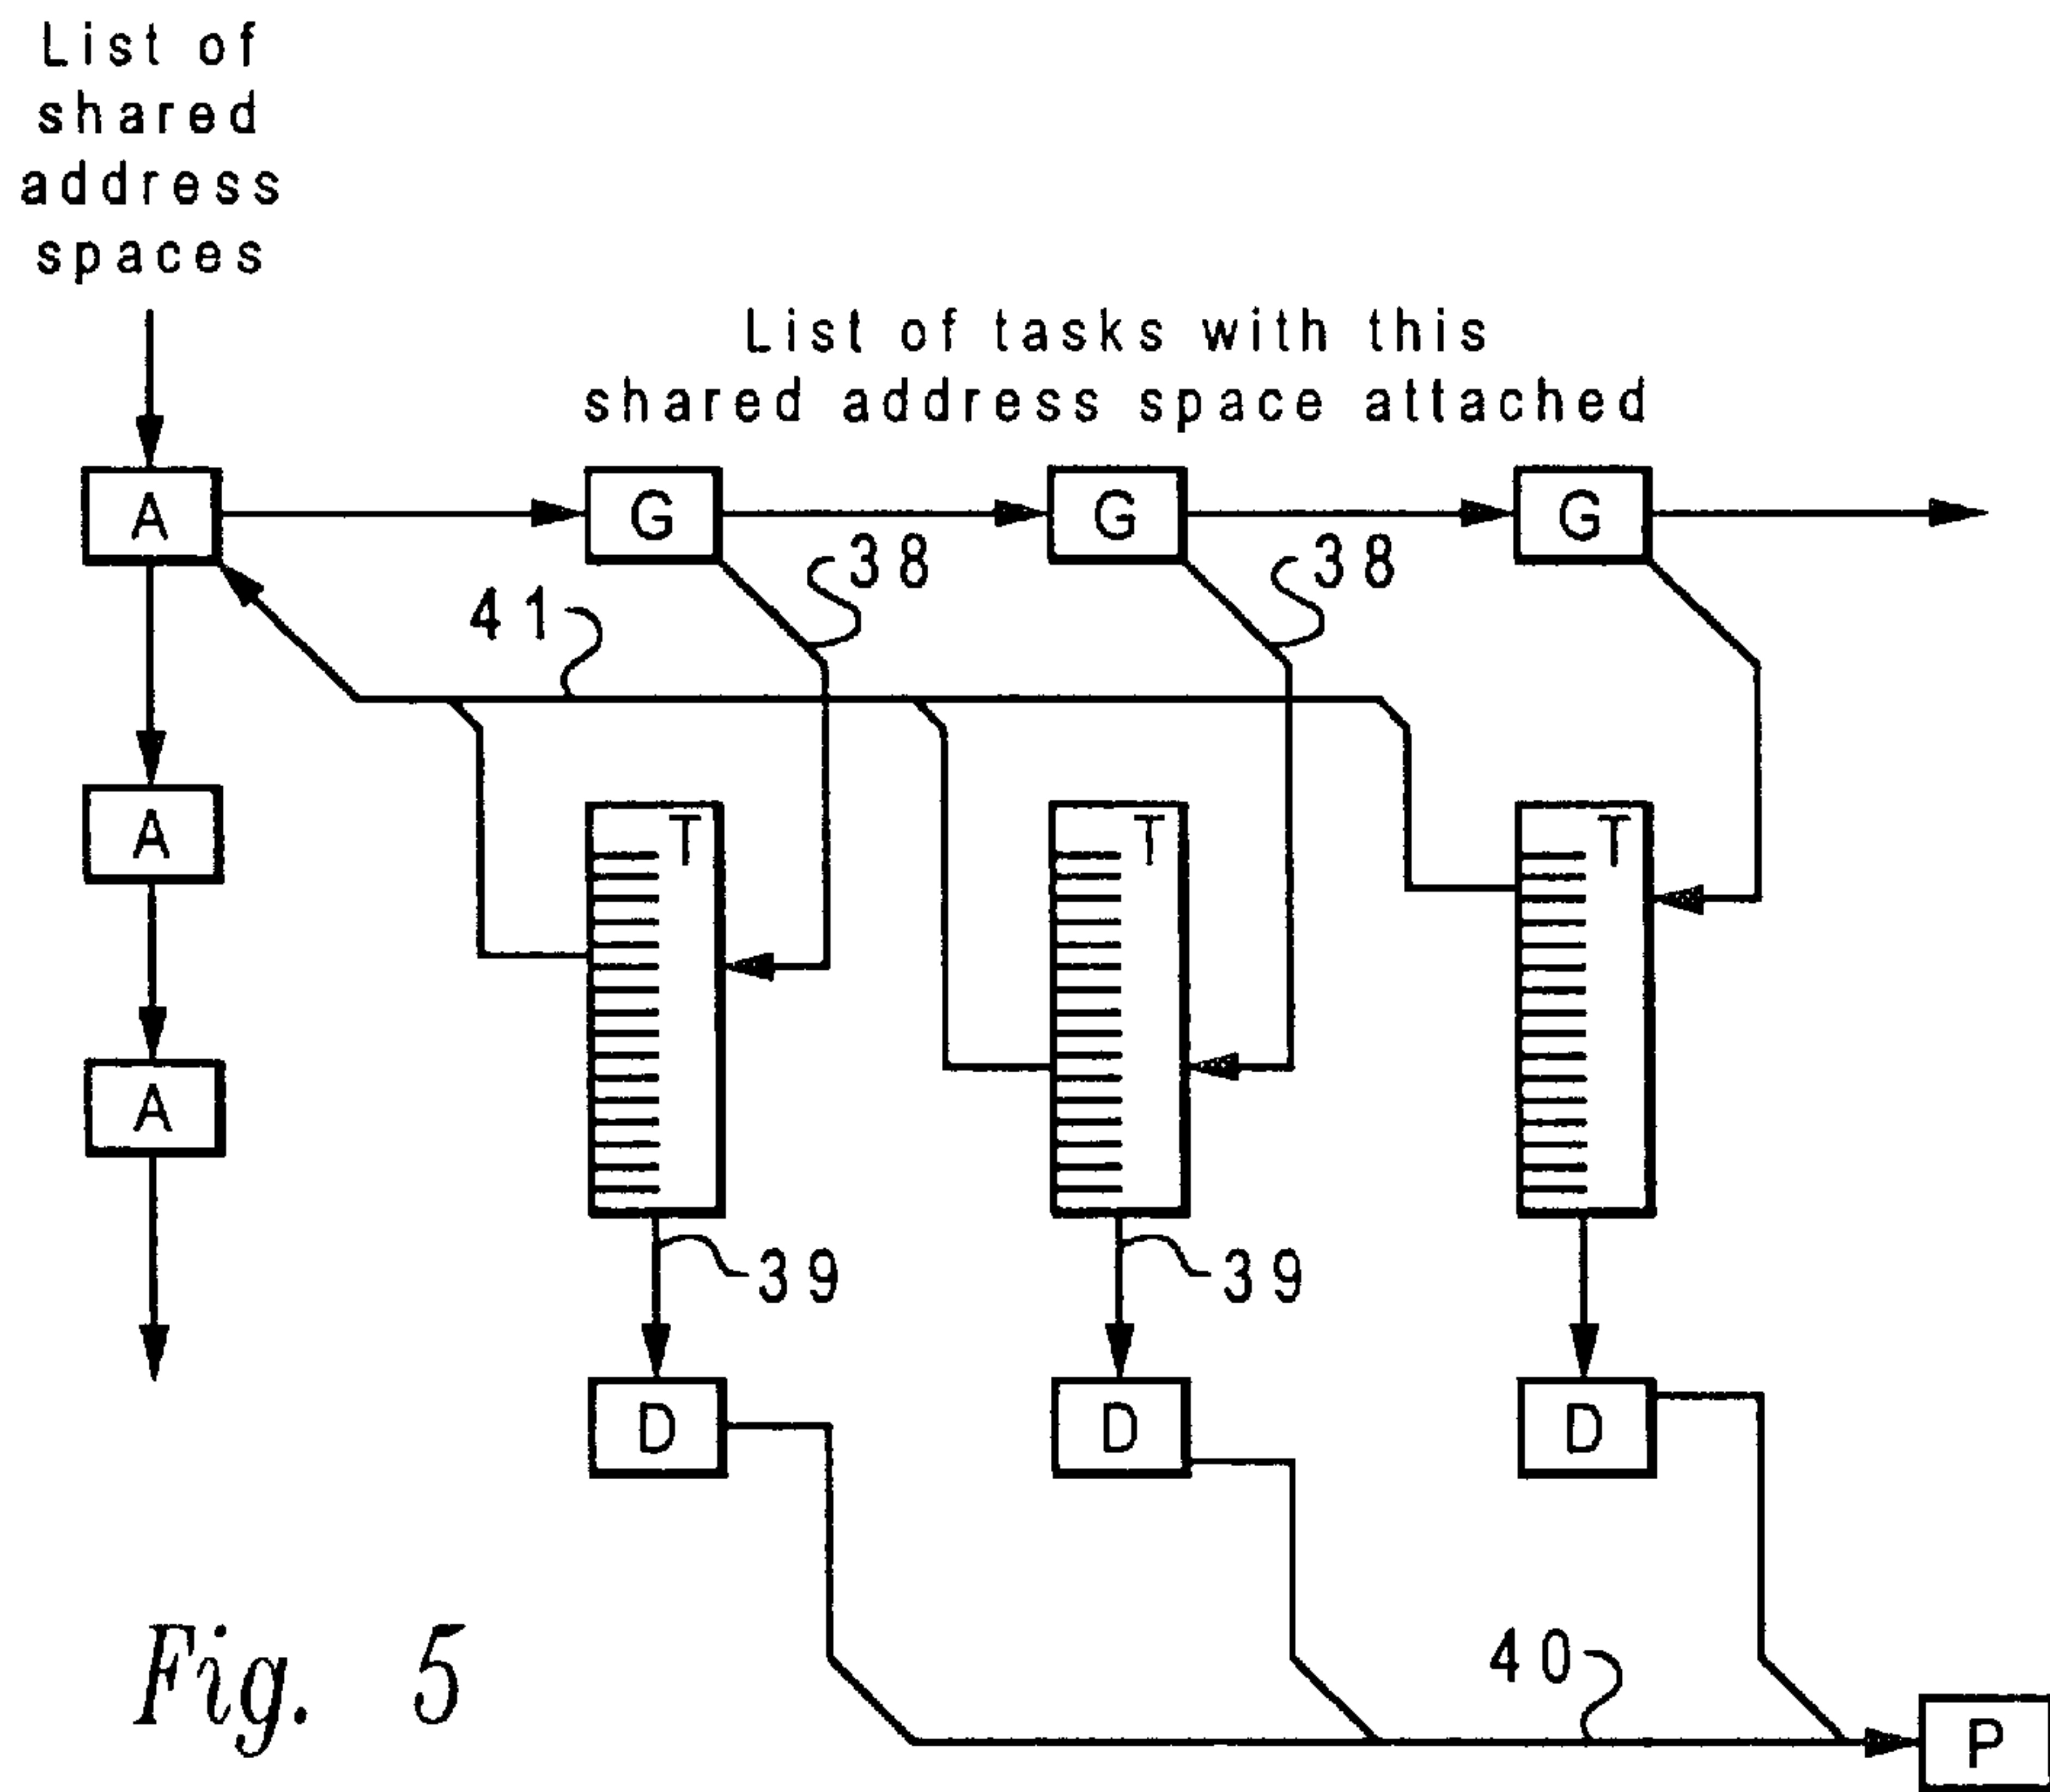 List of
shared
address
spaces
List of tasks with this
shared address space attached
A
G
G
G
38
38
41
A
T
T
T
A
39
39
D
D
D
40
P
Fig. 5